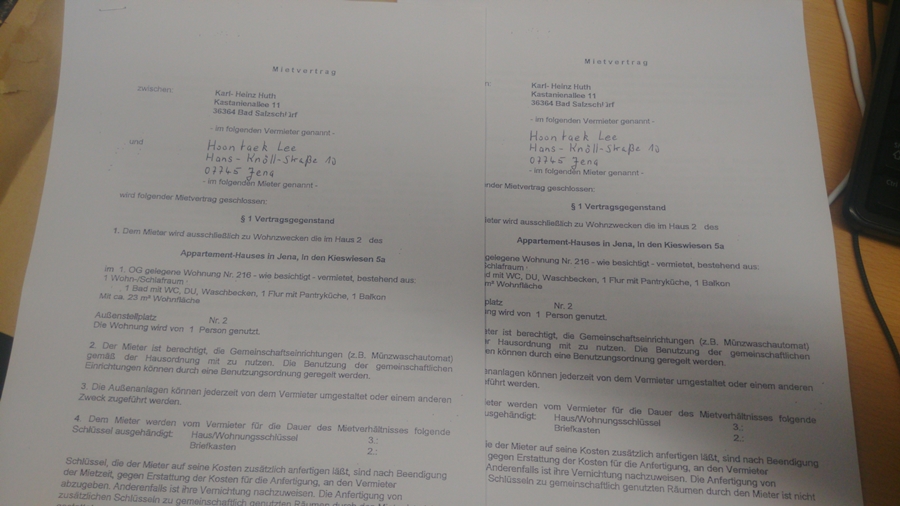 Mietvertrag
zwischen
Karl- Heinz Huth
Kastanienallee 11
36364 Bad Salzschlirf
- im folgenden Vermieter genannt -
und
Hoon taek Lee
Hans - Knöll-Straße 10
07745 Jena
- im folgenden Mieter genannt -
wird folgender Mietvertrag geschlossen:
§ 1 Vertragsgegenstand
1. Dem Mieter wird ausschließlich zu Wohnzwecken die im Haus 2 des
Appartement-Hauses in Jena, in den Kieswiesen 5a
im 1. OG gelegene Wohnung Nr. 216 - wie besichtigt - vermietet, bestehend aus:
1 Wohn-/Schlafraum
1 Bad mit WC, DU, Waschbecken, 1 Flur mit Pantryküche, 1 Balkon
Mit ca. 23 m² Wohnfläche
Außenstellplatz Nr. 2
Die Wohnung wird von 1 Person genutzt.
2. Der Mieter ist berechtigt, die Gemeinschaftseinrichtungen (z.B. Münzwaschautomat)
gemäß der Hausordnung mit zu nutzen. Die Benutzung der gemeinschaftlichen
Einrichtungen können durch eine Benutzungsordnung geregelt werden.
3. Die Außenanlagen können jederzeit vom Vermieter umgestaltet oder einem anderen
Zweck zugeführt werden.
4. Dem Mieter werden vom Vermieter für die Dauer des Mietverhältnisses folgende
Schlüssel ausgehändigt: Haus/Wohnungsschlüssel 3.:
Briefkasten 2.:
Schlüssel, die der Mieter auf seine Kosten zusätzlich anfertigen läßt, sind nach Beendigung
der Mietzeit, gegen Erstattung der Kosten für die Anfertigung, an den Vermieter
abzugeben. Anderenfalls ist ihre Vernichtung nachzuweisen. Die Anfertigung von
zusätzlichen Schlüsseln zu gemeinschaftlich genutzten Räumen durch den Mieter ist
Mietvertrag
n
Karl- Heinz Huth
Kastanienallee 11
36364 Bad Salzschlirf
- im folgenden Vermieter genannt -
Hoon taek Lee
Hans - Knöll-Straße 10
07745 Jena
- im folgenden Mieter genannt -
ender Mietvertrag geschlossen:
§ 1 Vertragsgegenstand
ieter wird ausschließlich zu Wohnzwecken die im Haus 2 des
Appartement-Hauses in Jena, in den Kieswiesen 5a
gelegene Wohnung Nr. 216 - wie besichtigt - vermietet, bestehend aus:
Schlafraum
d mit WC, DU, Waschbecken, 1 Flur mit Pantryküche, 1 Balkon
m² Wohnfläche
platz Nr. 2
ng wird von 1 Person genutzt.
ter ist berechtigt, die Gemeinschaftseinrichtungen (z.B. Münzwaschautomat)
r Hausordnung mit zu nutzen. Die Benutzung der gemeinschaftlichen
en können durch eine Benutzungsordnung geregelt werden.
nanlagen können jederzeit vom Vermieter umgestaltet oder einem anderen
führt werden.
ieter werden vom Vermieter für die Dauer des Mietverhältnisses folgende
usgehändigt: Haus/Wohnungsschlüssel 3.:
Briefkasten 2.:
ie der Mieter auf seine Kosten zusätzlich anfertigen läßt, sind nach Beendigung
gegen Erstattung der Kosten für die Anfertigung, an den Vermieter
Anderenfalls ist ihre Vernichtung nachzuweisen. Die Anfertigung von
Schlüsseln zu gemeinschaftlich genutzten Räumen durch den Mieter ist nicht